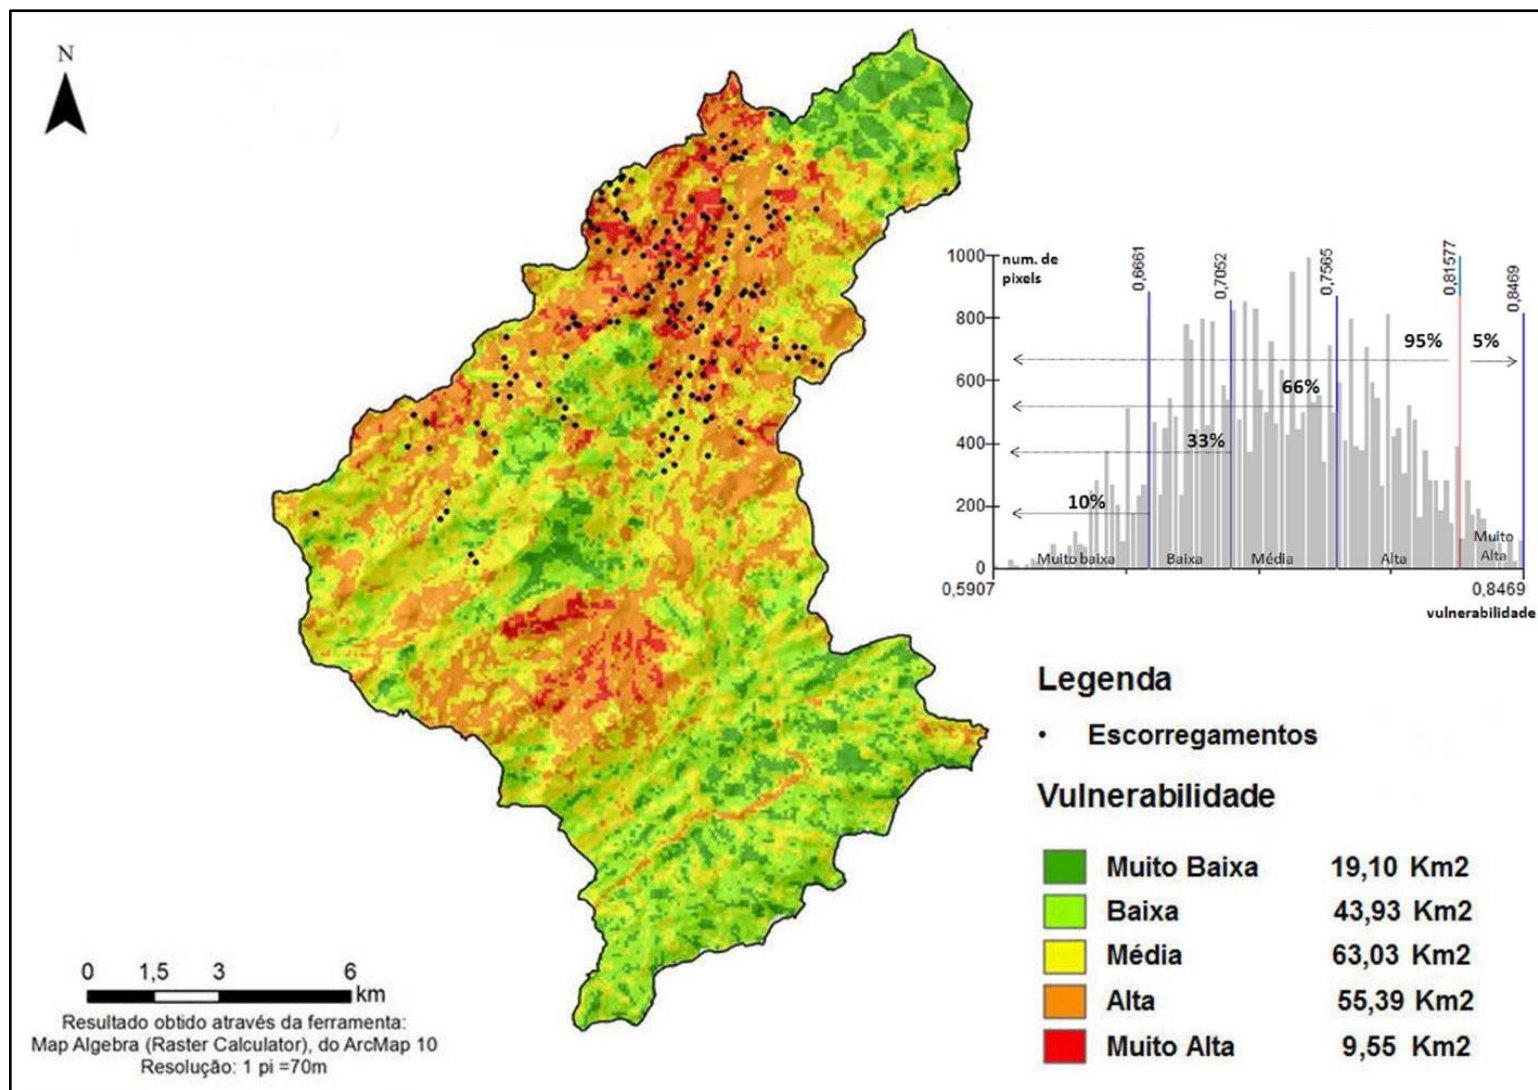 N
1000
num. de
pixels
800
600
400
200
0
0,6661
0,7052
0,7565
0,81577
0,8469
95%
5%
66%
33%
10%
Muito baixa
Baixa
Média
Alta
Muito
Alta
0,5907
0,8469
vulnerabilidade
Legenda
Escorregamentos
Vulnerabilidade
Muito Baixa 19,10 Km2
Baixa 43,93 Km2
Média 63,03 Km2
Alta 55,39 Km2
Muito Alta 9,55 Km2
0 1,5 3 6
km
Resultado obtido através da ferramenta:
Map Algebra (Raster Calculator), do ArcMap 10
Resolução: 1 pi =70m